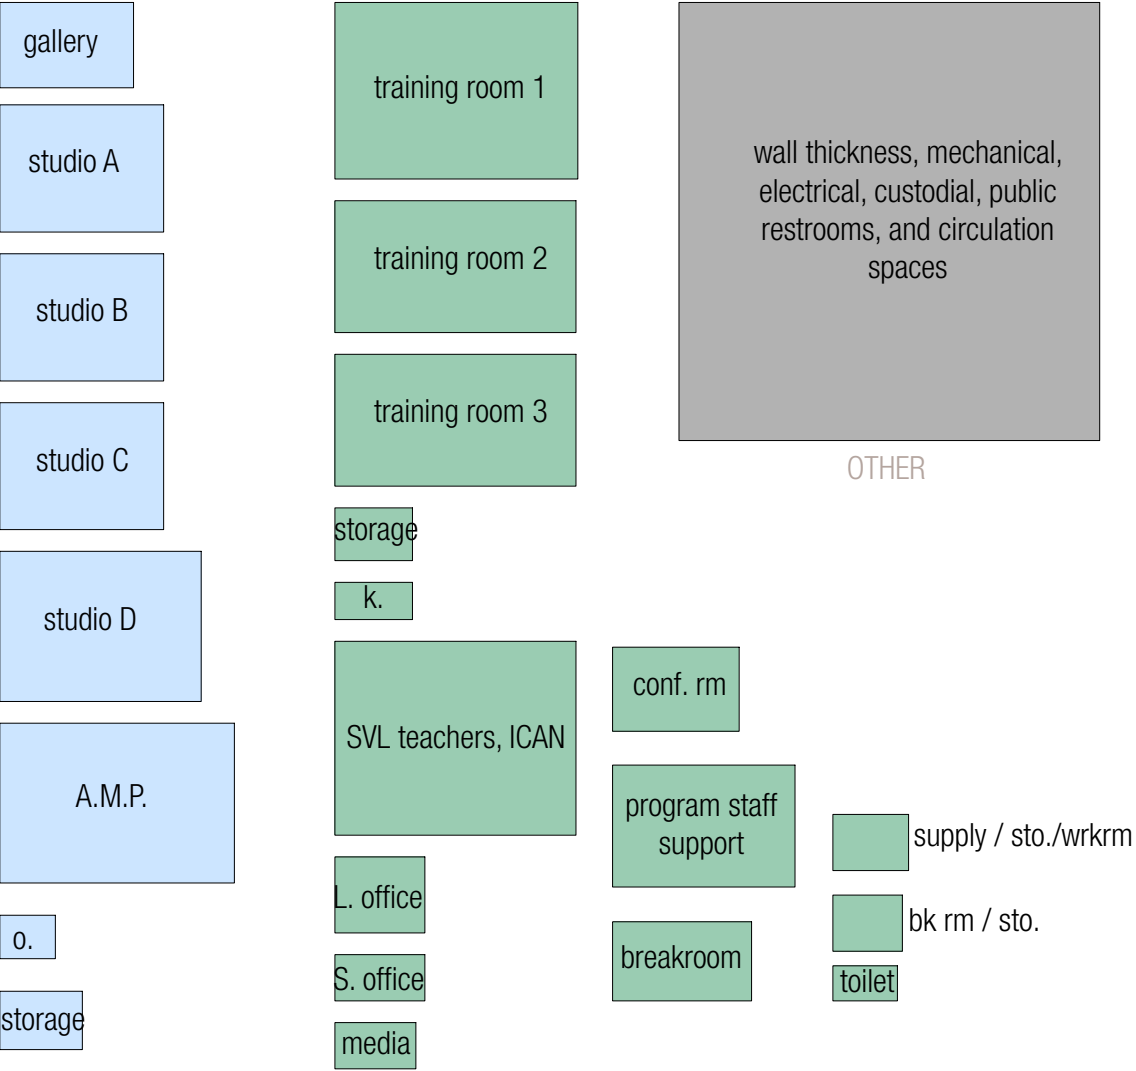 gallery
studio A
studio B
studio C
studio D
A.M.P.
o.
storage
training room 1
training room 2
training room 3
storage
k.
SVL teachers, ICAN
L. office
S. office
media
conf. rm
program staff
support
breakroom
supply / sto./wrkrm
bk rm / sto.
toilet
wall thickness, mechanical,
electrical, custodial, public
restrooms, and circulation
spaces
OTHER